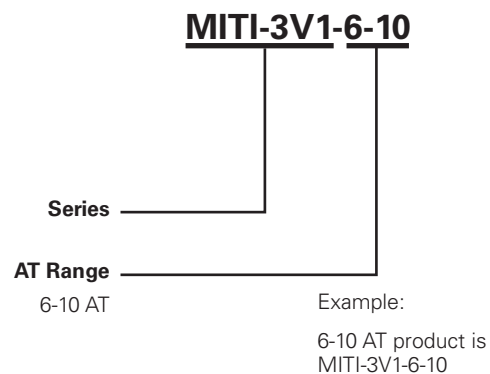 MITI-3V1-6-10
Series
AT Range
6-10 AT
Example:
6-10 AT product is
MITI-3V1-6-10